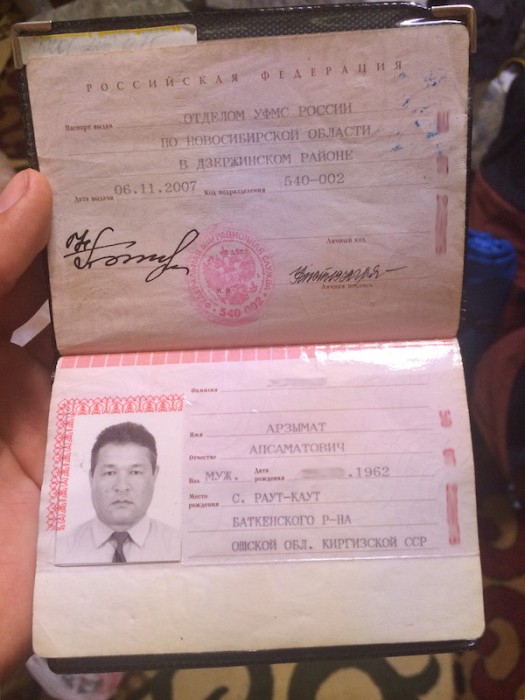 РОССИЙСКАЯ ФЕДЕРАЦИЯ
Паспорт выдан ОТДЕЛОМ УФМС РОССИИ
ПО НОВОСИБИРСКОЙ ОБЛАСТИ
В ДЗЕРЖИНСКОМ РАЙОНЕ
Дата выдачи 06.11.2007 Код подразделения 540-002
Личный код
Личная подпись
540-002
Фамилия
Имя АРЗЫМАТ
Отчество АПСАМАТОВИЧ
Пол МУЖ. Дата рождения .1962
Место рождения С. РАУТ-КАУТ
БАТКЕНСКОГО Р-НА
ОШСКОЙ ОБЛ. КИРГИЗСКОЙ ССР